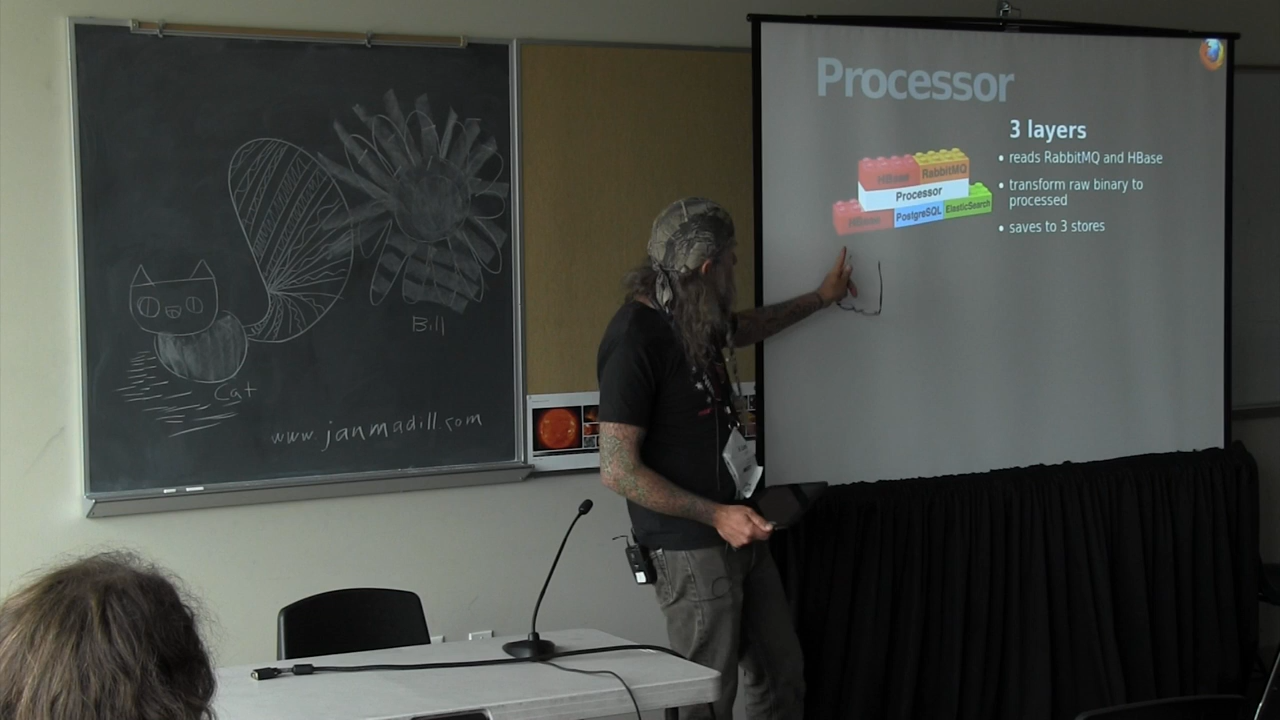 Bill
Cat
www.janmadill.com
Processor
3 layers
• reads RabbitMQ and HBase
• transform raw binary to
processed
• saves to 3 stores
HBase RabbitMQ
Processor
HBase PostgreSQL ElasticSearch